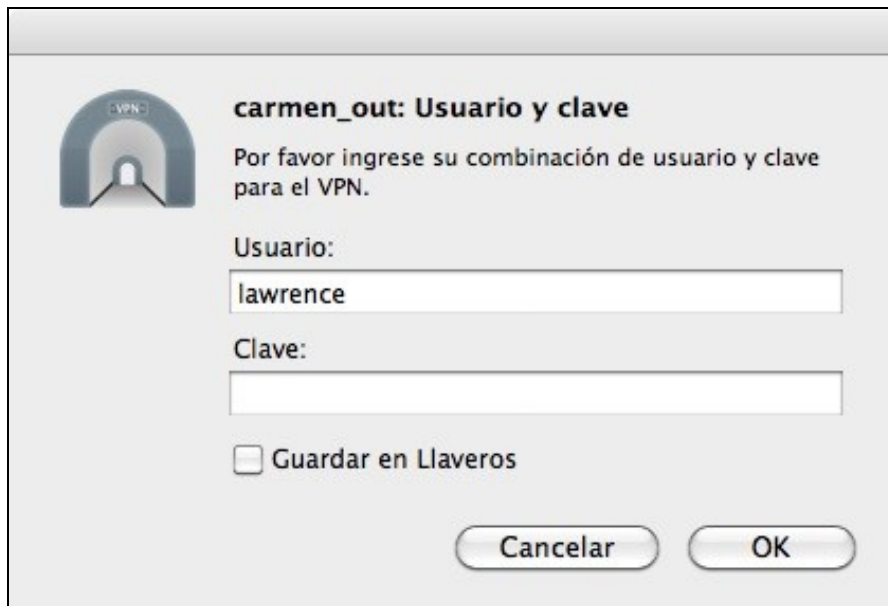 VPN
carmen_out: Usuario y clave
Por favor ingrese su combinación de usuario y clave
para el VPN.
Usuario:
lawrence
Clave:
Guardar en Llaveros
Cancelar
OK